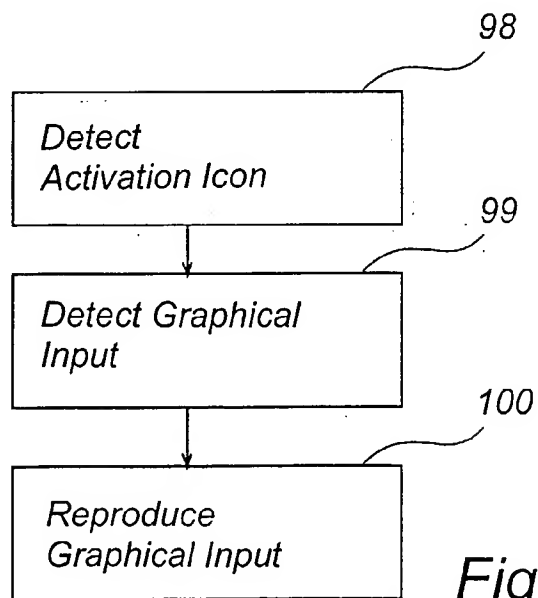 98
Detect
Activation Icon
99
Detect Graphical
Input
100
Reproduce
Graphical Input
Fig